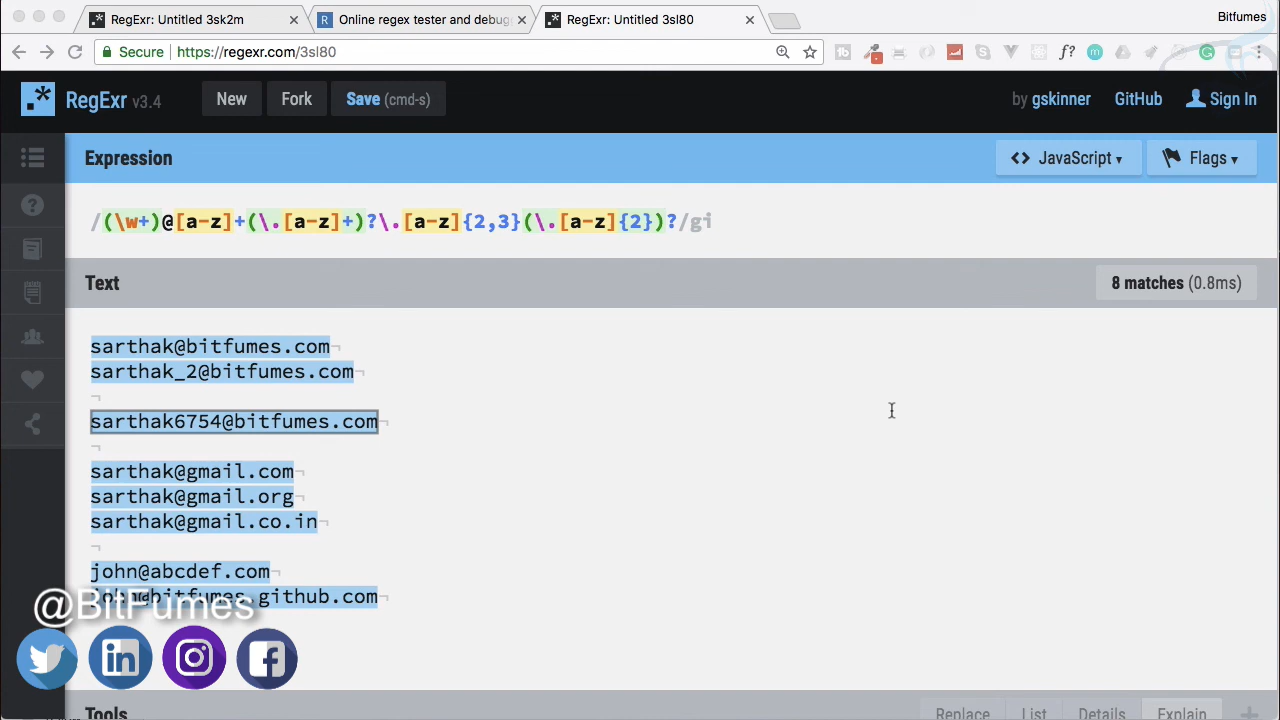 RegExr: Untitled 3sk2m
Online regex tester and debug
RegExr: Untitled 3sl80
Bitfumes
Secure
https://regexr.com/3sl80
RegExr v3.4
New
Fork
Save (cmd-s)
by gskinner
GitHub
Sign In
Expression
<> JavaScript
Flags
/(\w+)@[a-z]+(\.[a-z]+)?\.[a-z]{2,3}(\.[a-z]{2})?/gi
Text
8 matches (0.8ms)
sarthak@bitfumes.com
sarthak_2@bitfumes.com
sarthak6754@bitfumes.com
sarthak@gmail.com
sarthak@gmail.org
sarthak@gmail.co.in
john@abcdef.com
john@bitfumes.github.com
@BitFumes
Tools
Replace
List
Details
Explain